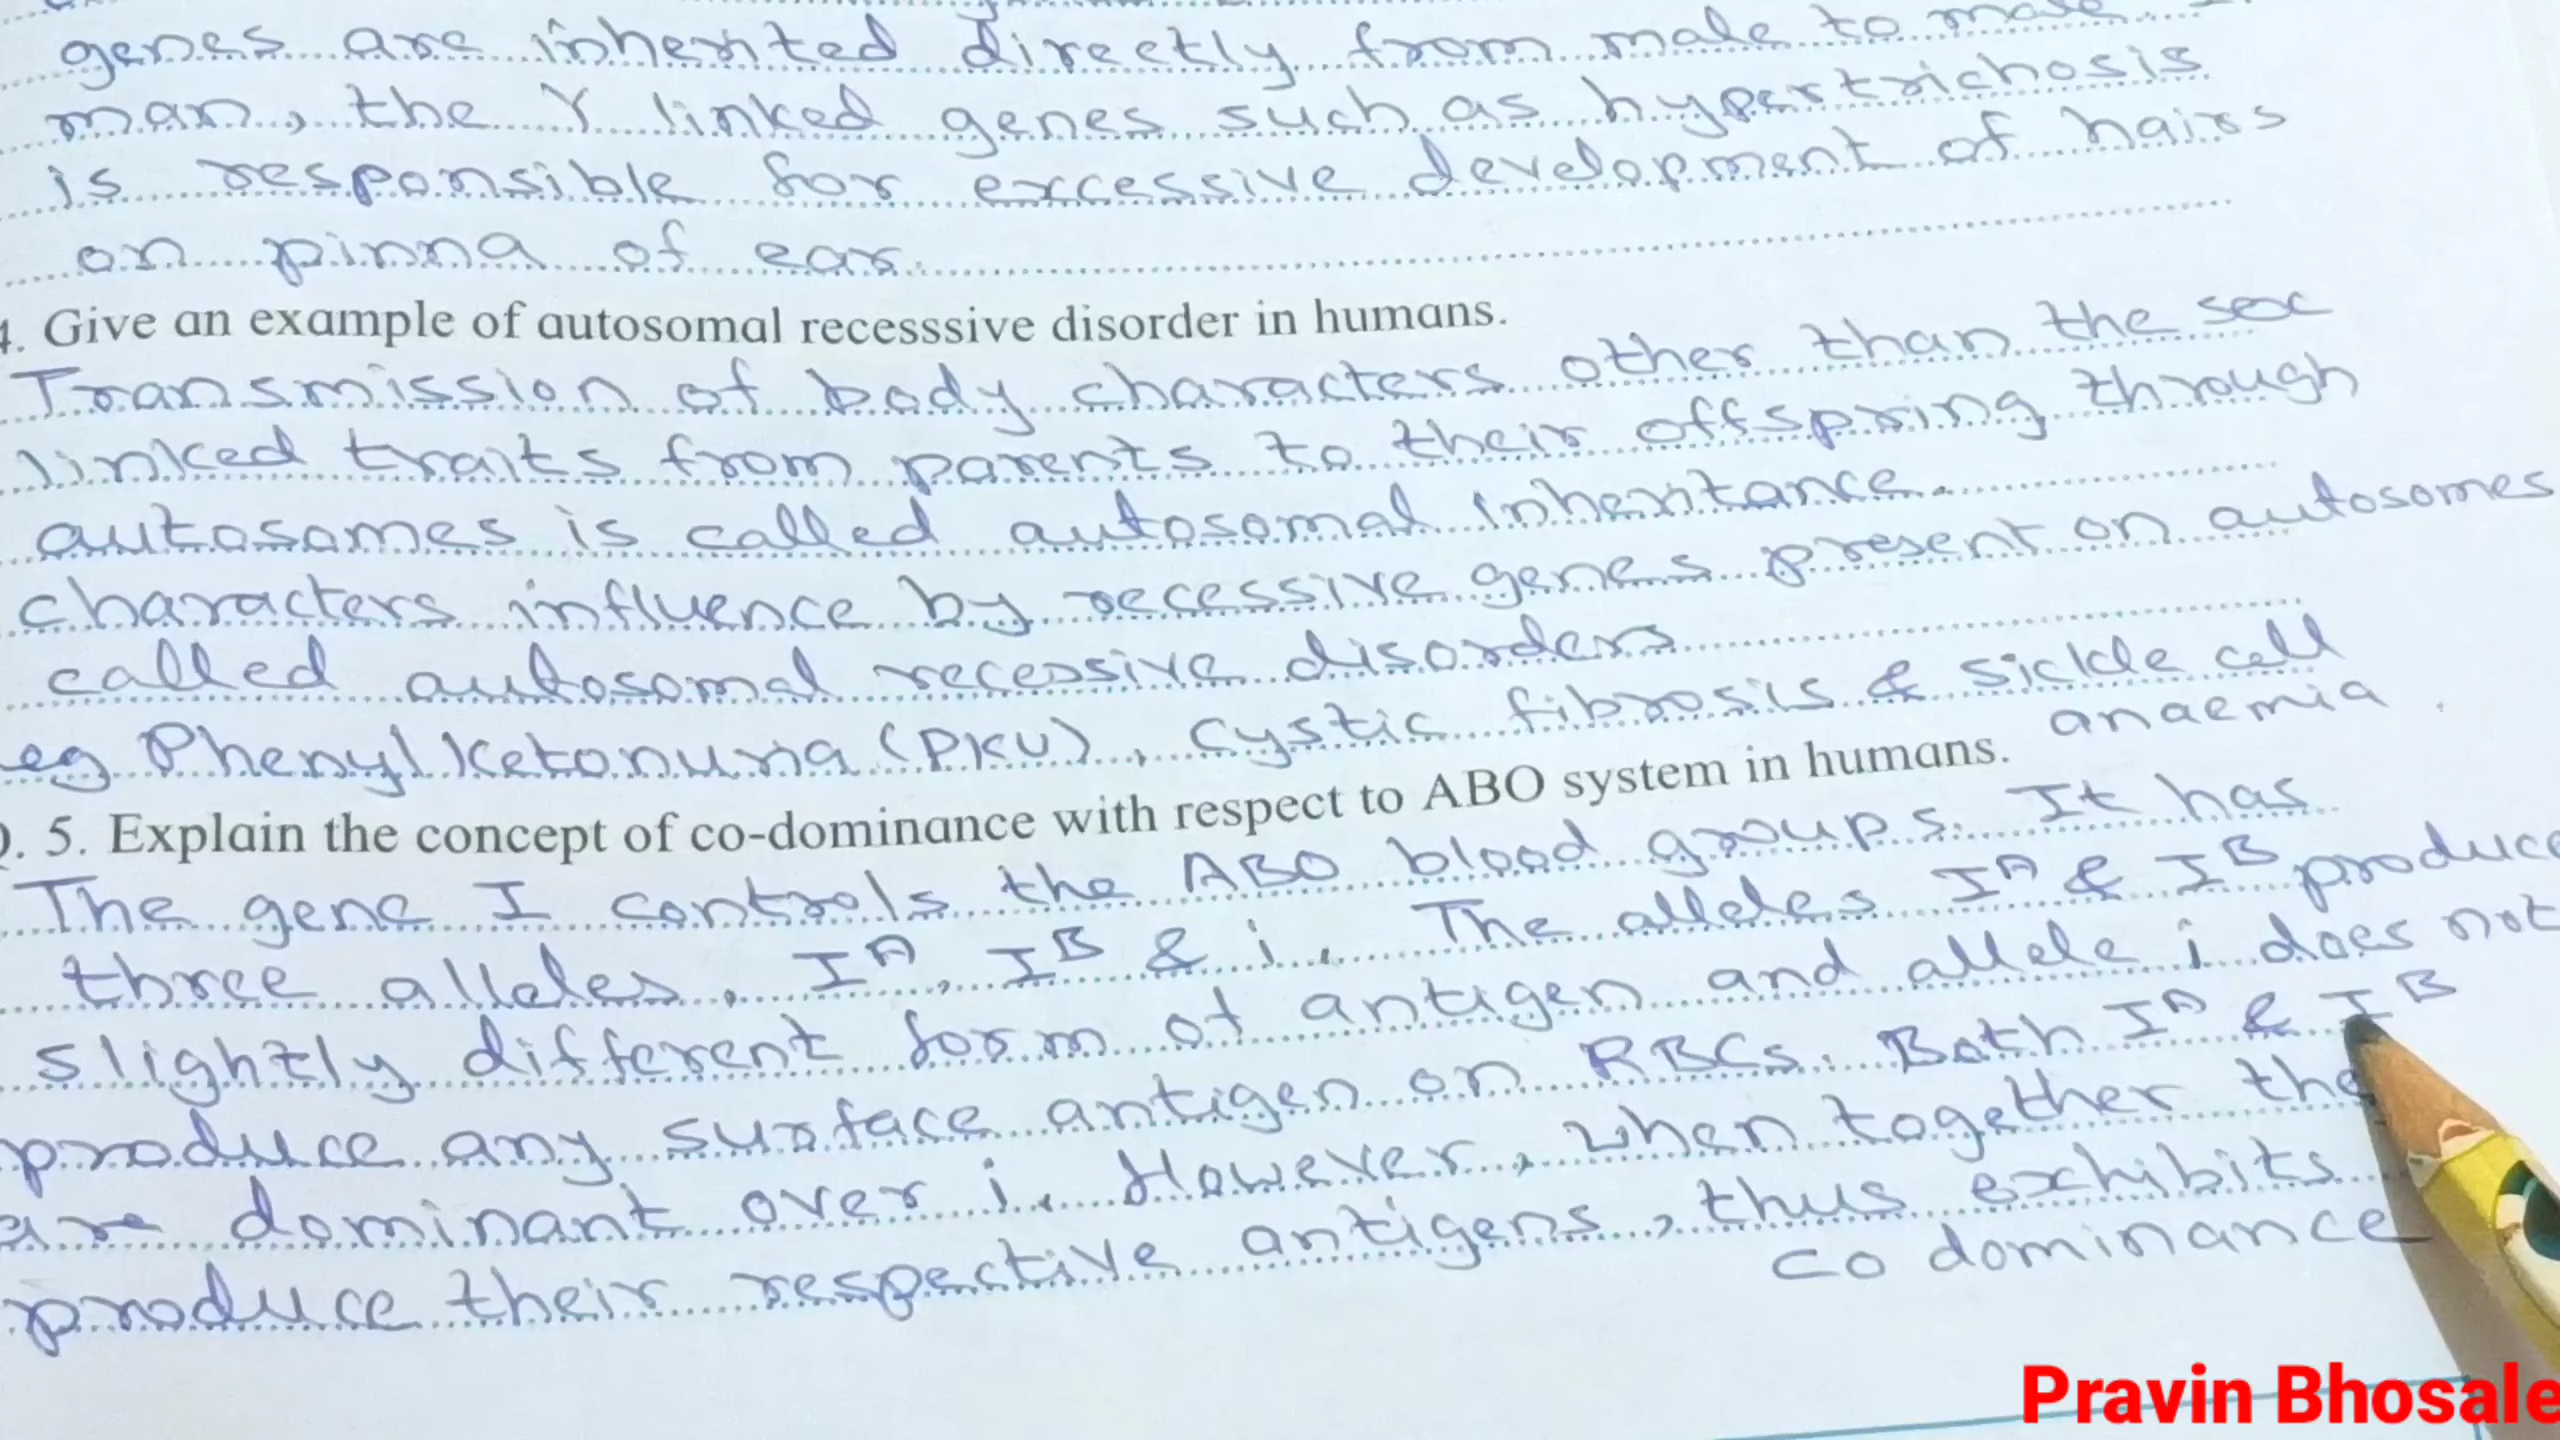 genes are inherited directly from male to male. I
man, the Y linked genes such as hypertrichosis
is responsible for excessive development of hairs
on pinna of ear.
4. Give an example of autosomal recesssive disorder in humans.
Transmission of body characters other than the sex
linked traits from parents to their offspring through
autosomes is called autosomal inheritance.
characters influence by recessive genes present on autosomes
called autosomal recessive disorders
eg Phenyl Ketonuria (PKU), Cystic fibrosis & sickle cell
anaemia.
Q. 5. Explain the concept of co-dominance with respect to ABO system in humans.
The gene I controls the ABO blood groups. It has
three alleles, Iᴬ, Iᴮ & i. The alleles Iᴬ & Iᴮ produce
slightly different form of antigen and allele i does not
produce any surface antigen on RBCs. Both Iᴬ & Iᴮ
are dominant over i. However, when together the
produce their respective antigens, thus exhibits
co dominance
Pravin Bhosale